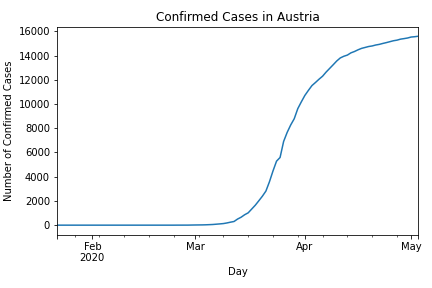 Confirmed Cases in Austria
16000
14000
12000
10000
8000
6000
4000
2000
0
Number of Confirmed Cases
Feb
2020
Mar
Apr
May
Day